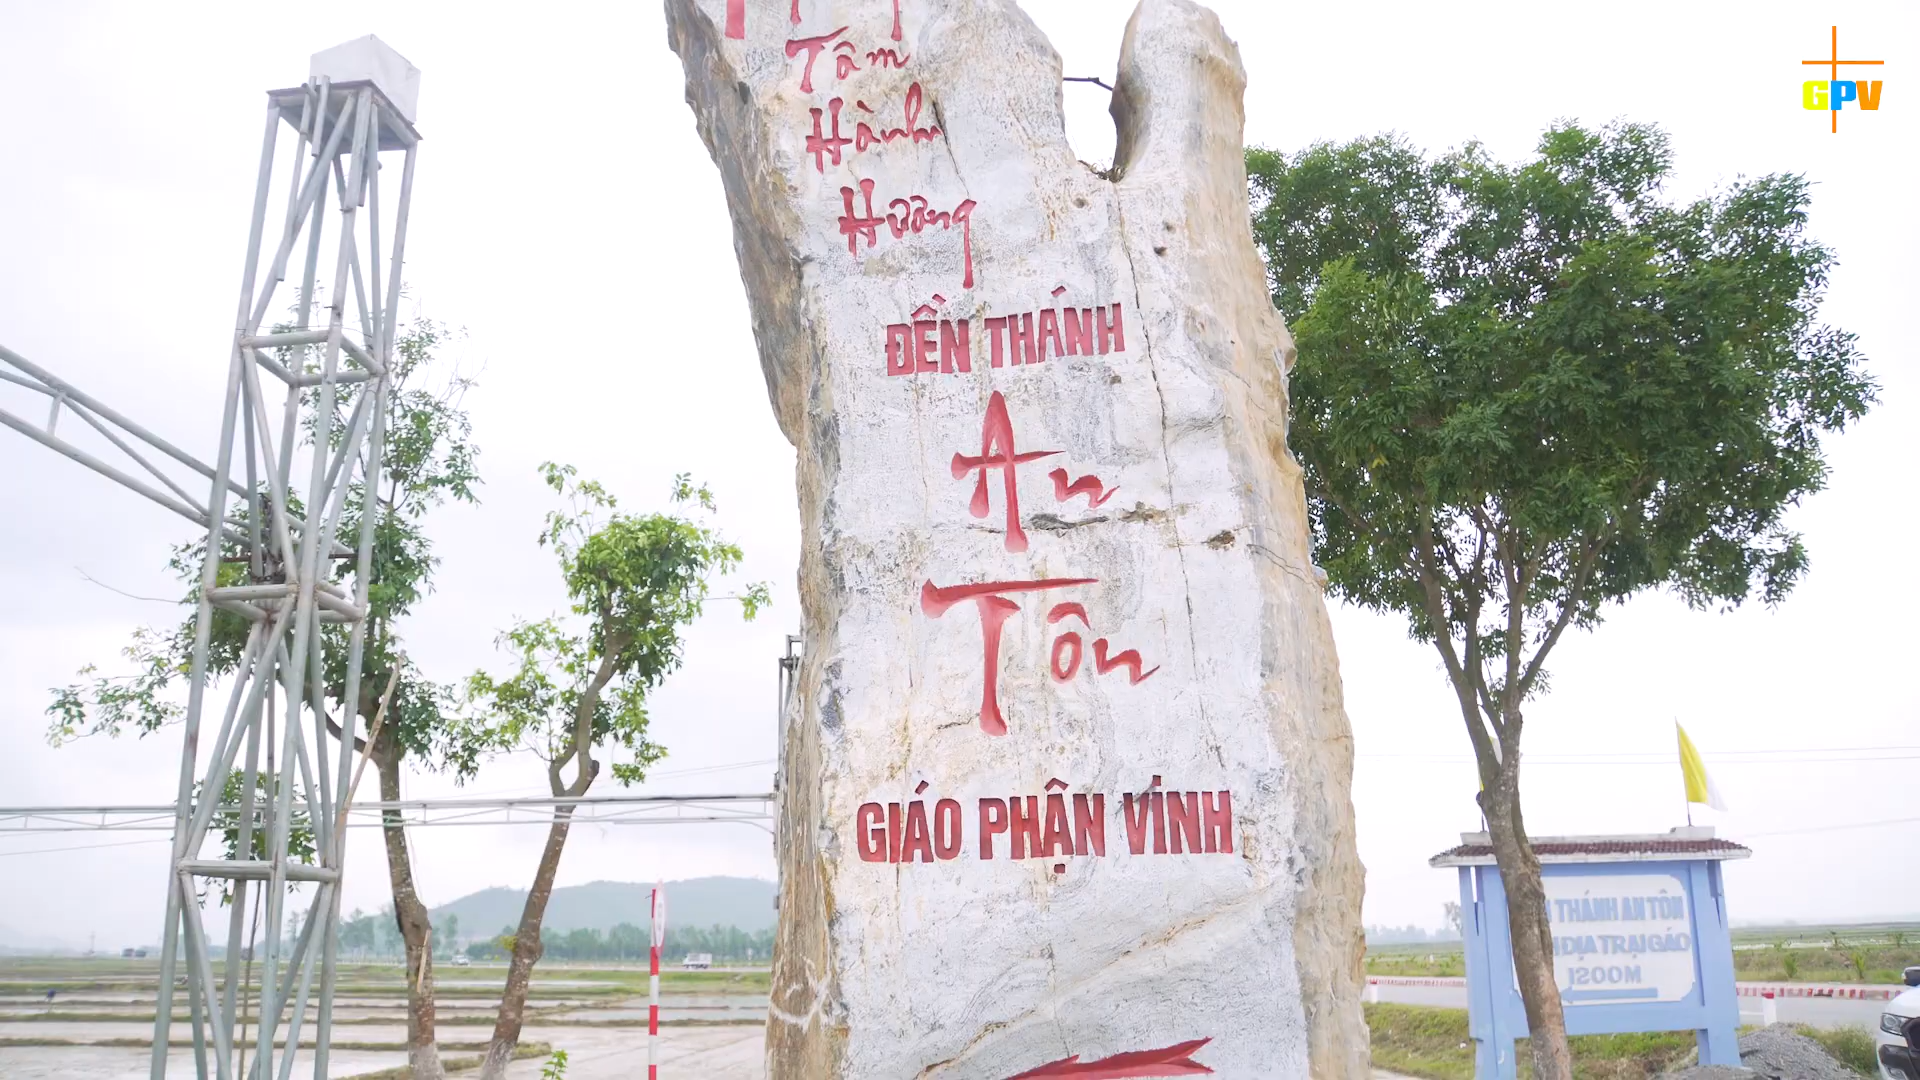 Tâm
Hành
Hương
ĐỀN THÁNH
An
Tôn
GIÁO PHẬN VINH
GPV
THÁNH AN TÔN
ĐỊA TRẠI GÁO
1200M